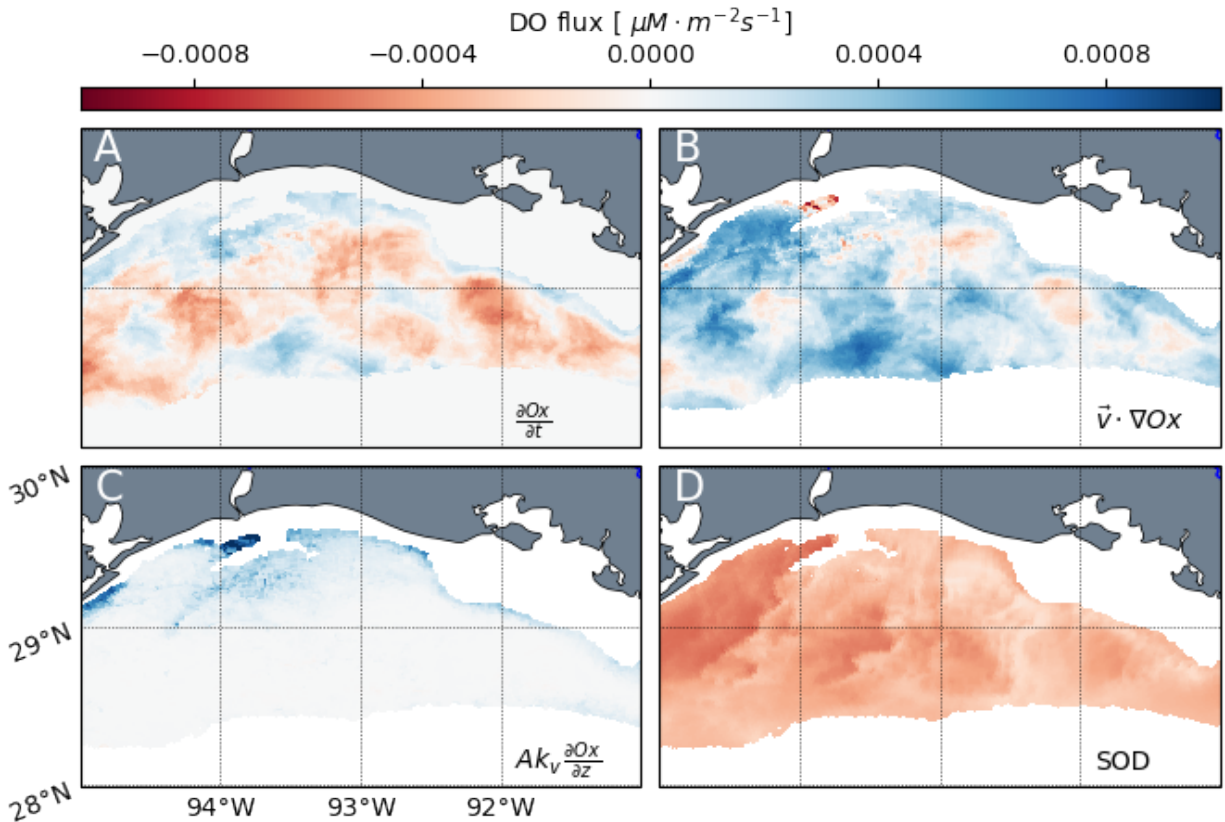 DO flux [ μM · m⁻²s⁻¹]
−0.0008 −0.0004 0.0000 0.0004 0.0008
A B
∂Ox/∂t v⃗ · ∇Ox
C D
30°N
29°N
Akᵥ ∂Ox/∂z SOD
28°N
94°W 93°W 92°W